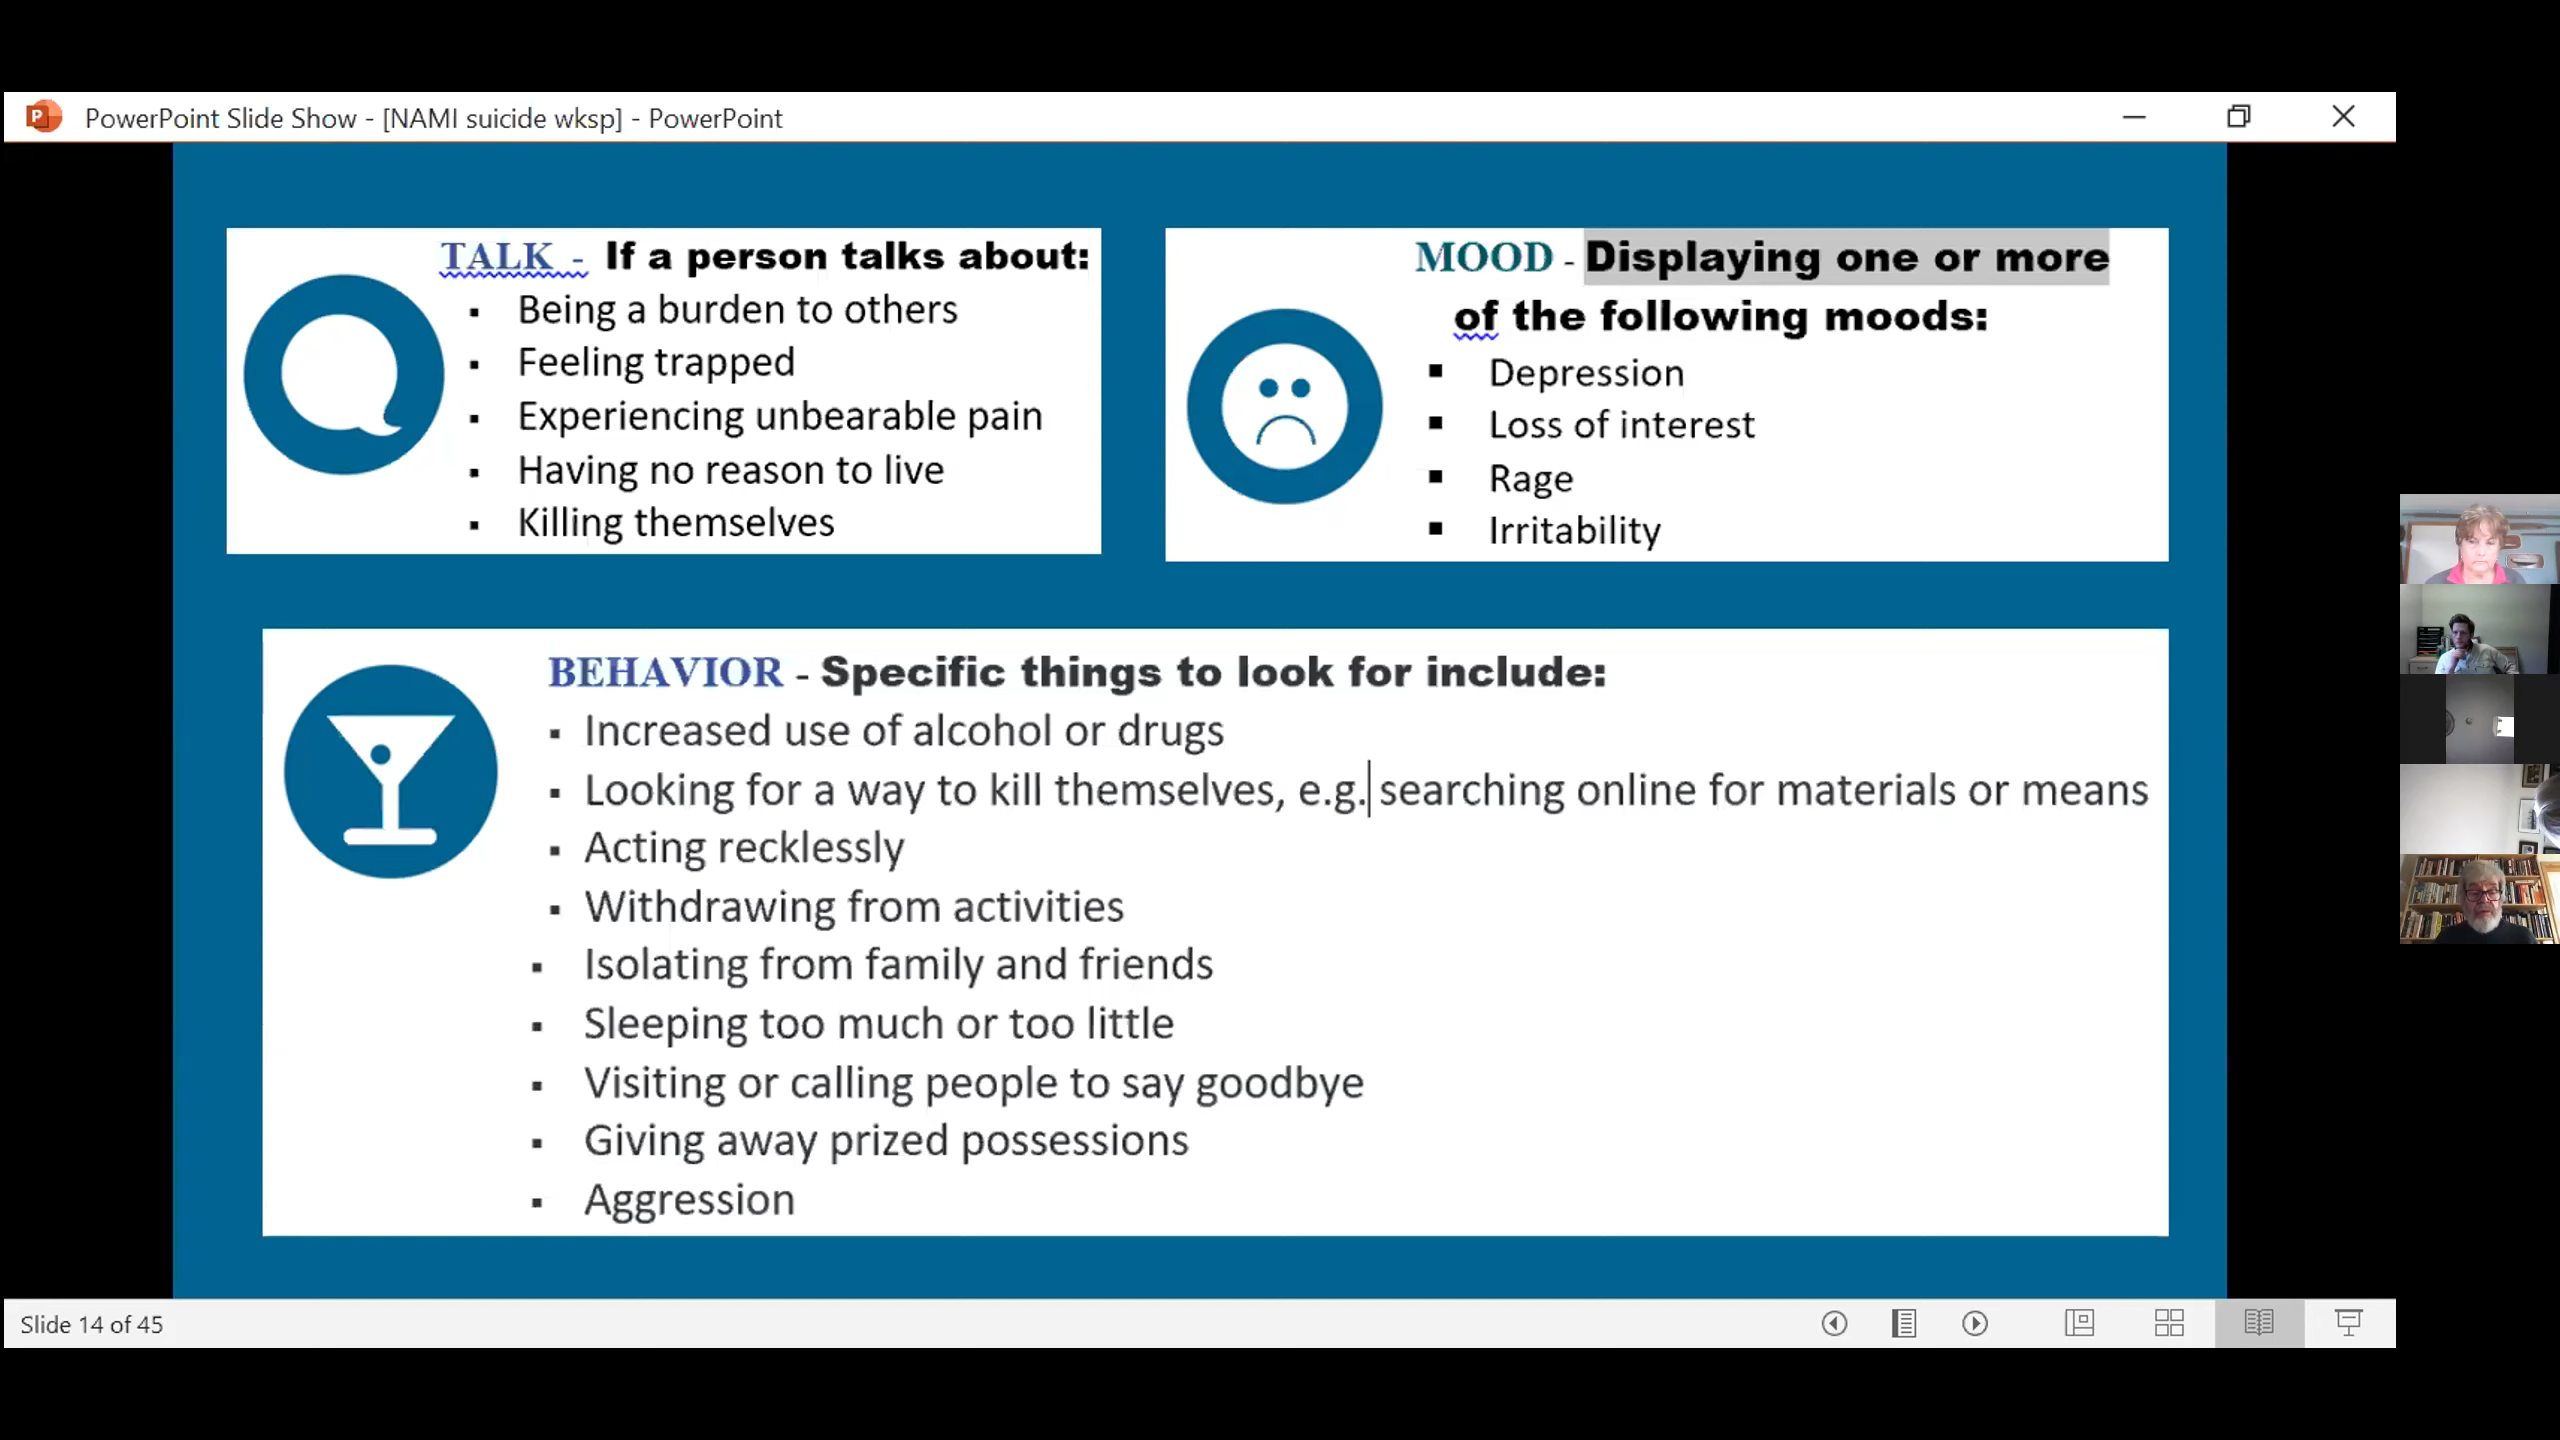 PowerPoint Slide Show - [NAMI suicide wksp] - PowerPoint
TALK - If a person talks about:
▪ Being a burden to others
▪ Feeling trapped
▪ Experiencing unbearable pain
▪ Having no reason to live
▪ Killing themselves
MOOD - Displaying one or more
of the following moods:
▪ Depression
▪ Loss of interest
▪ Rage
▪ Irritability
BEHAVIOR - Specific things to look for include:
▪ Increased use of alcohol or drugs
▪ Looking for a way to kill themselves, e.g. searching online for materials or means
▪ Acting recklessly
▪ Withdrawing from activities
▪ Isolating from family and friends
▪ Sleeping too much or too little
▪ Visiting or calling people to say goodbye
▪ Giving away prized possessions
▪ Aggression
Slide 14 of 45